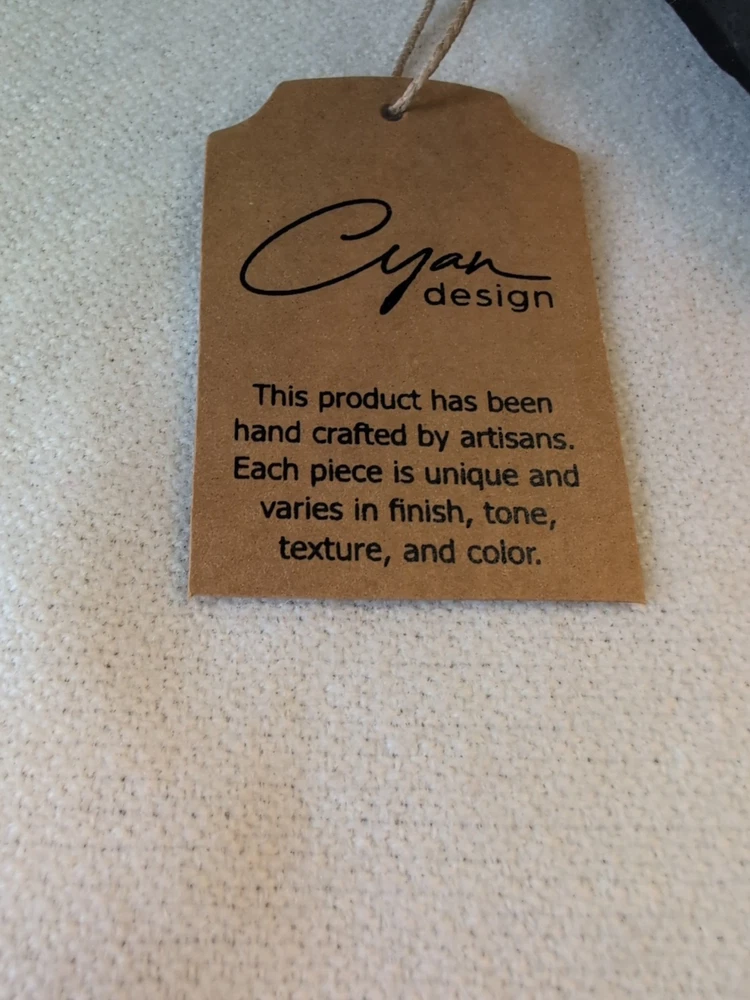 Cyan
design
This product has been
hand crafted by artisans.
Each piece is unique and
varies in finish, tone,
texture, and color.